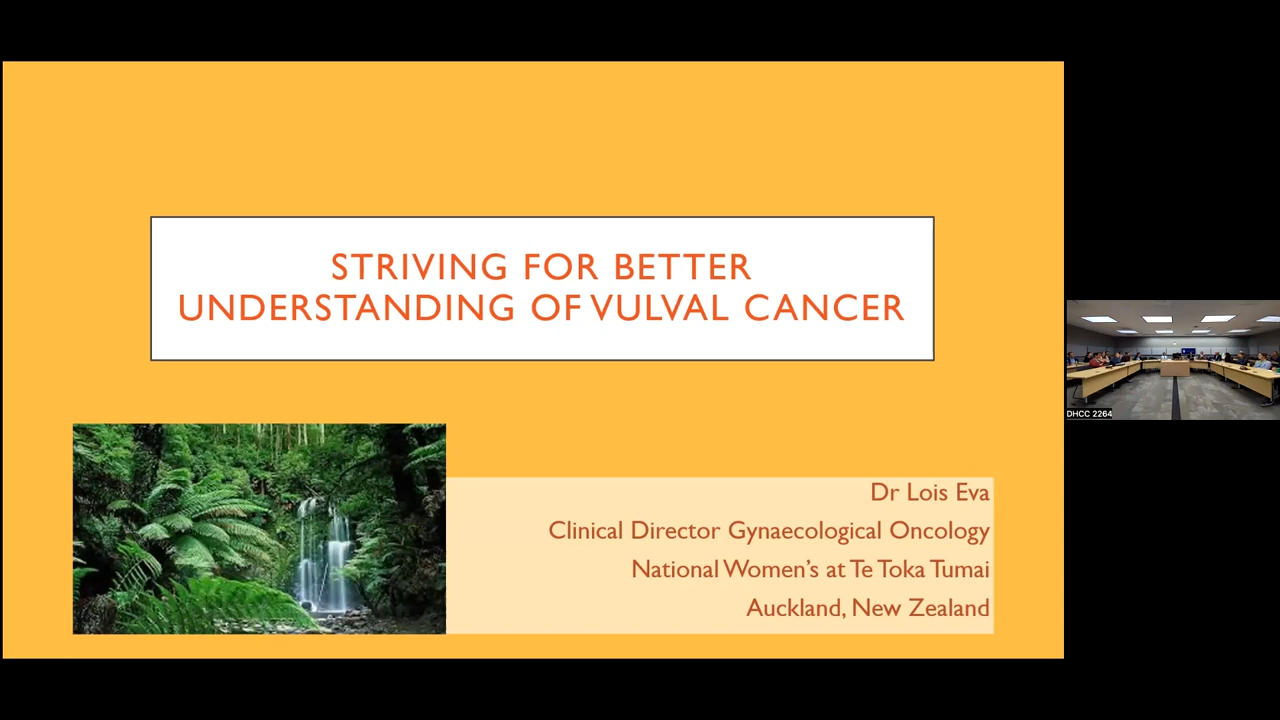 STRIVING FOR BETTER
UNDERSTANDING OF VULVAL CANCER
Dr Lois Eva
Clinical Director Gynaecological Oncology
National Women's at Te Toka Tumai
Auckland, New Zealand
DHCC 2264